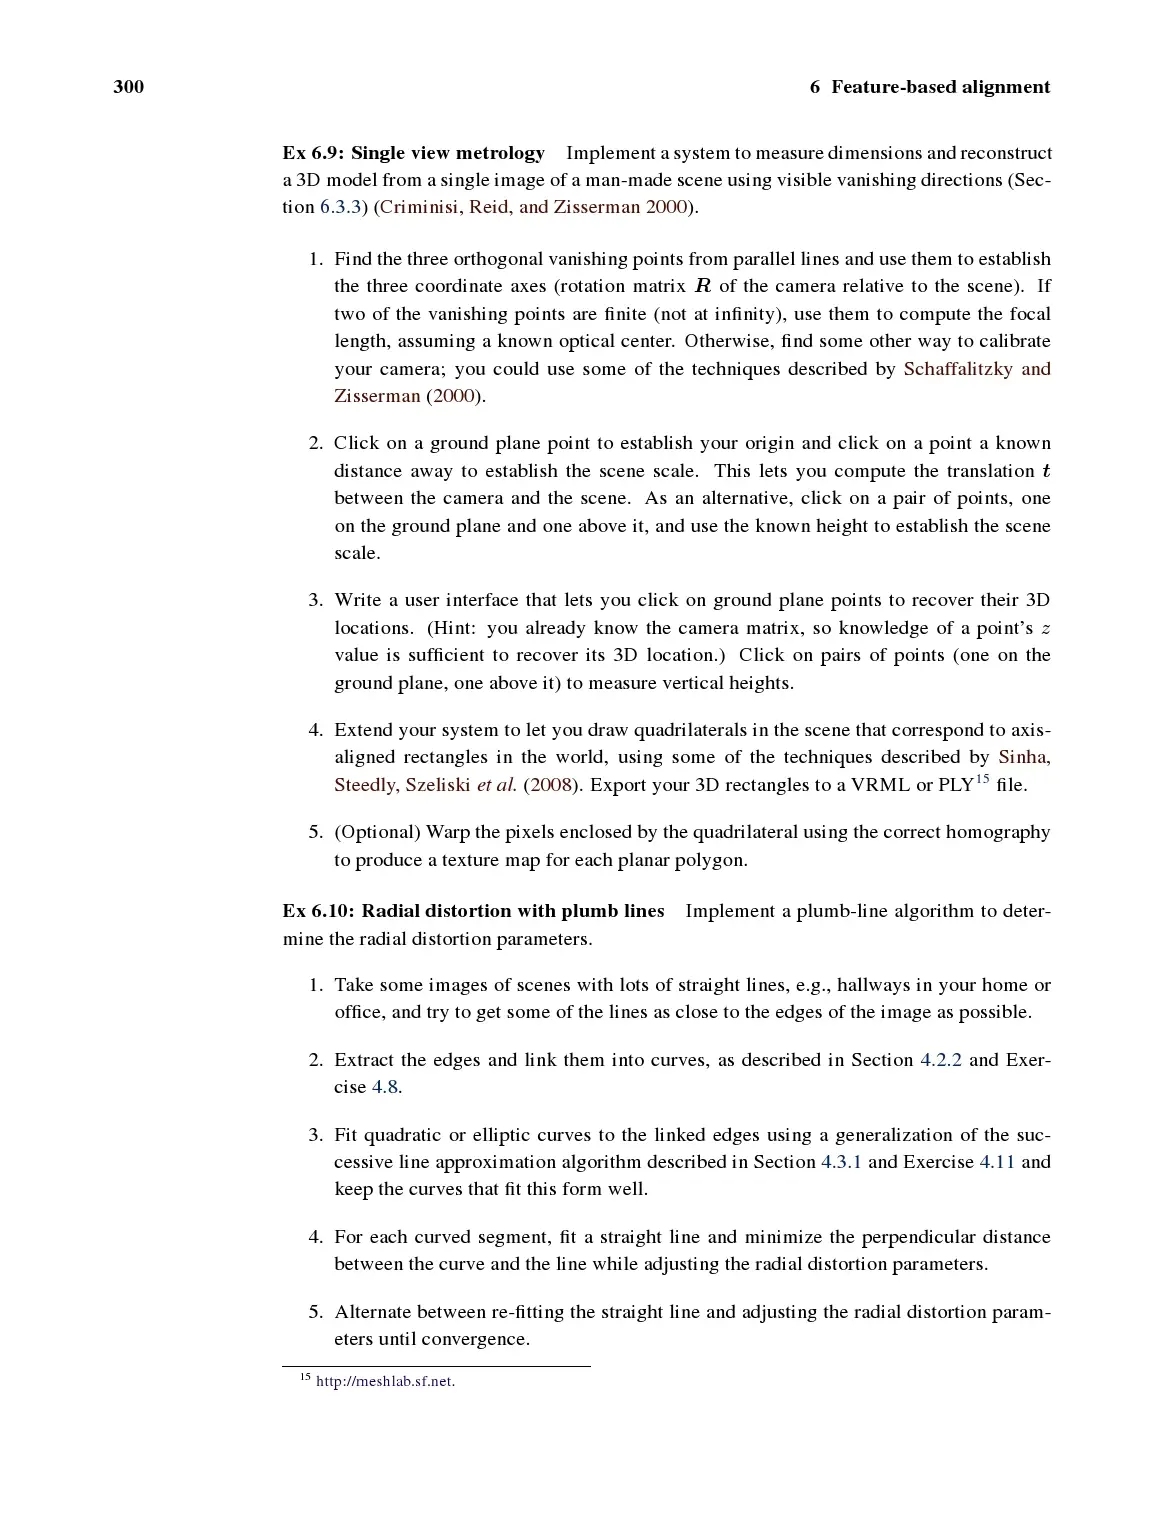 300
6 Feature-based alignment
Ex 6.9: Single view metrology Implement a system to measure dimensions and reconstruct
a 3D model from a single image of a man-made scene using visible vanishing directions (Sec-
tion 6.3.3) (Criminisi, Reid, and Zisserman 2000).
1. Find the three orthogonal vanishing points from parallel lines and use them to establish
the three coordinate axes (rotation matrix R of the camera relative to the scene). If
two of the vanishing points are finite (not at infinity), use them to compute the focal
length, assuming a known optical center. Otherwise, find some other way to calibrate
your camera; you could use some of the techniques described by Schaffalitzky and
Zisserman (2000).
2. Click on a ground plane point to establish your origin and click on a point a known
distance away to establish the scene scale. This lets you compute the translation t
between the camera and the scene. As an alternative, click on a pair of points, one
on the ground plane and one above it, and use the known height to establish the scene
scale.
3. Write a user interface that lets you click on ground plane points to recover their 3D
locations. (Hint: you already know the camera matrix, so knowledge of a point's z
value is sufficient to recover its 3D location.) Click on pairs of points (one on the
ground plane, one above it) to measure vertical heights.
4. Extend your system to let you draw quadrilaterals in the scene that correspond to axis-
aligned rectangles in the world, using some of the techniques described by Sinha,
Steedly, Szeliski et al. (2008). Export your 3D rectangles to a VRML or PLY15 file.
5. (Optional) Warp the pixels enclosed by the quadrilateral using the correct homography
to produce a texture map for each planar polygon.
Ex 6.10: Radial distortion with plumb lines Implement a plumb-line algorithm to deter-
mine the radial distortion parameters.
1. Take some images of scenes with lots of straight lines, e.g., hallways in your home or
office, and try to get some of the lines as close to the edges of the image as possible.
2. Extract the edges and link them into curves, as described in Section 4.2.2 and Exer-
cise 4.8.
3. Fit quadratic or elliptic curves to the linked edges using a generalization of the suc-
cessive line approximation algorithm described in Section 4.3.1 and Exercise 4.11 and
keep the curves that fit this form well.
4. For each curved segment, fit a straight line and minimize the perpendicular distance
between the curve and the line while adjusting the radial distortion parameters.
5. Alternate between re-fitting the straight line and adjusting the radial distortion param-
eters until convergence.
15 http://meshlab.sf.net.